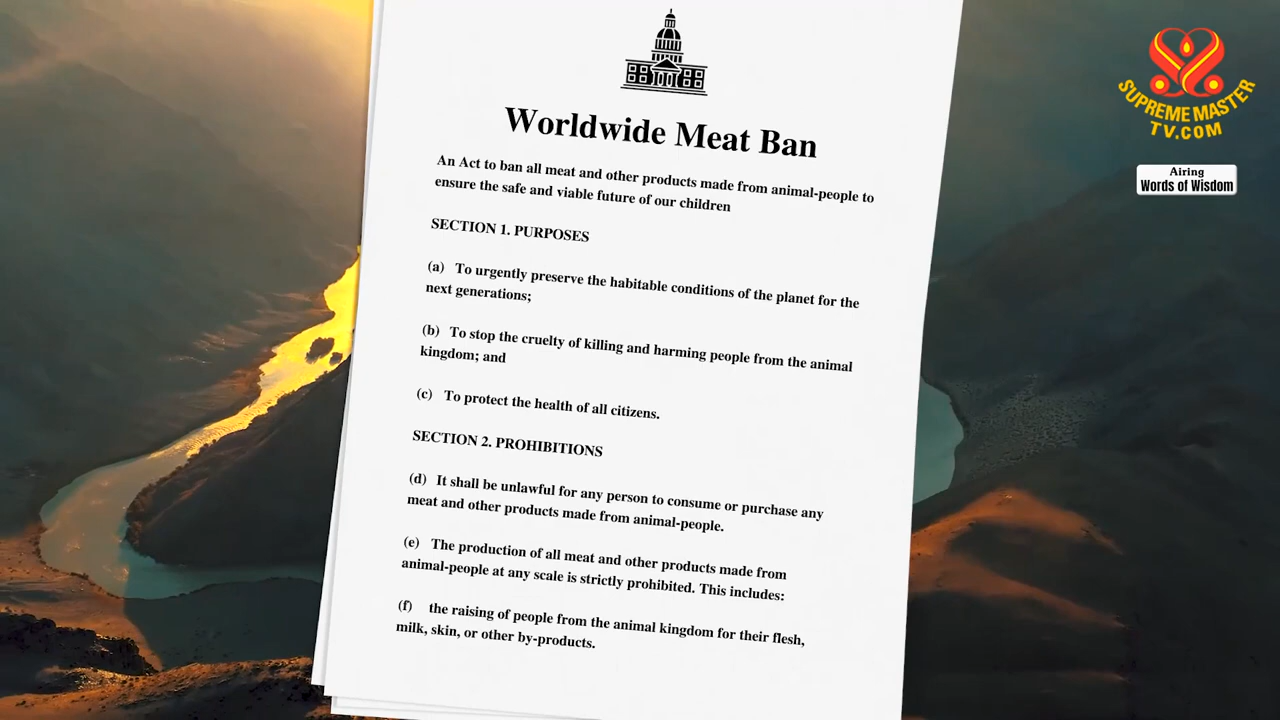 Worldwide Meat Ban
An Act to ban all meat and other products made from animal-people to
ensure the safe and viable future of our children
SECTION 1. PURPOSES
(a) To urgently preserve the habitable conditions of the planet for the
next generations;
(b) To stop the cruelty of killing and harming people from the animal
kingdom; and
(c) To protect the health of all citizens.
SECTION 2. PROHIBITIONS
(d) It shall be unlawful for any person to consume or purchase any
meat and other products made from animal-people.
(e) The production of all meat and other products made from
animal-people at any scale is strictly prohibited. This includes:
(f) the raising of people from the animal kingdom for their flesh,
milk, skin, or other by-products.
SUPREME MASTER
TV.COM
Airing
Words of Wisdom